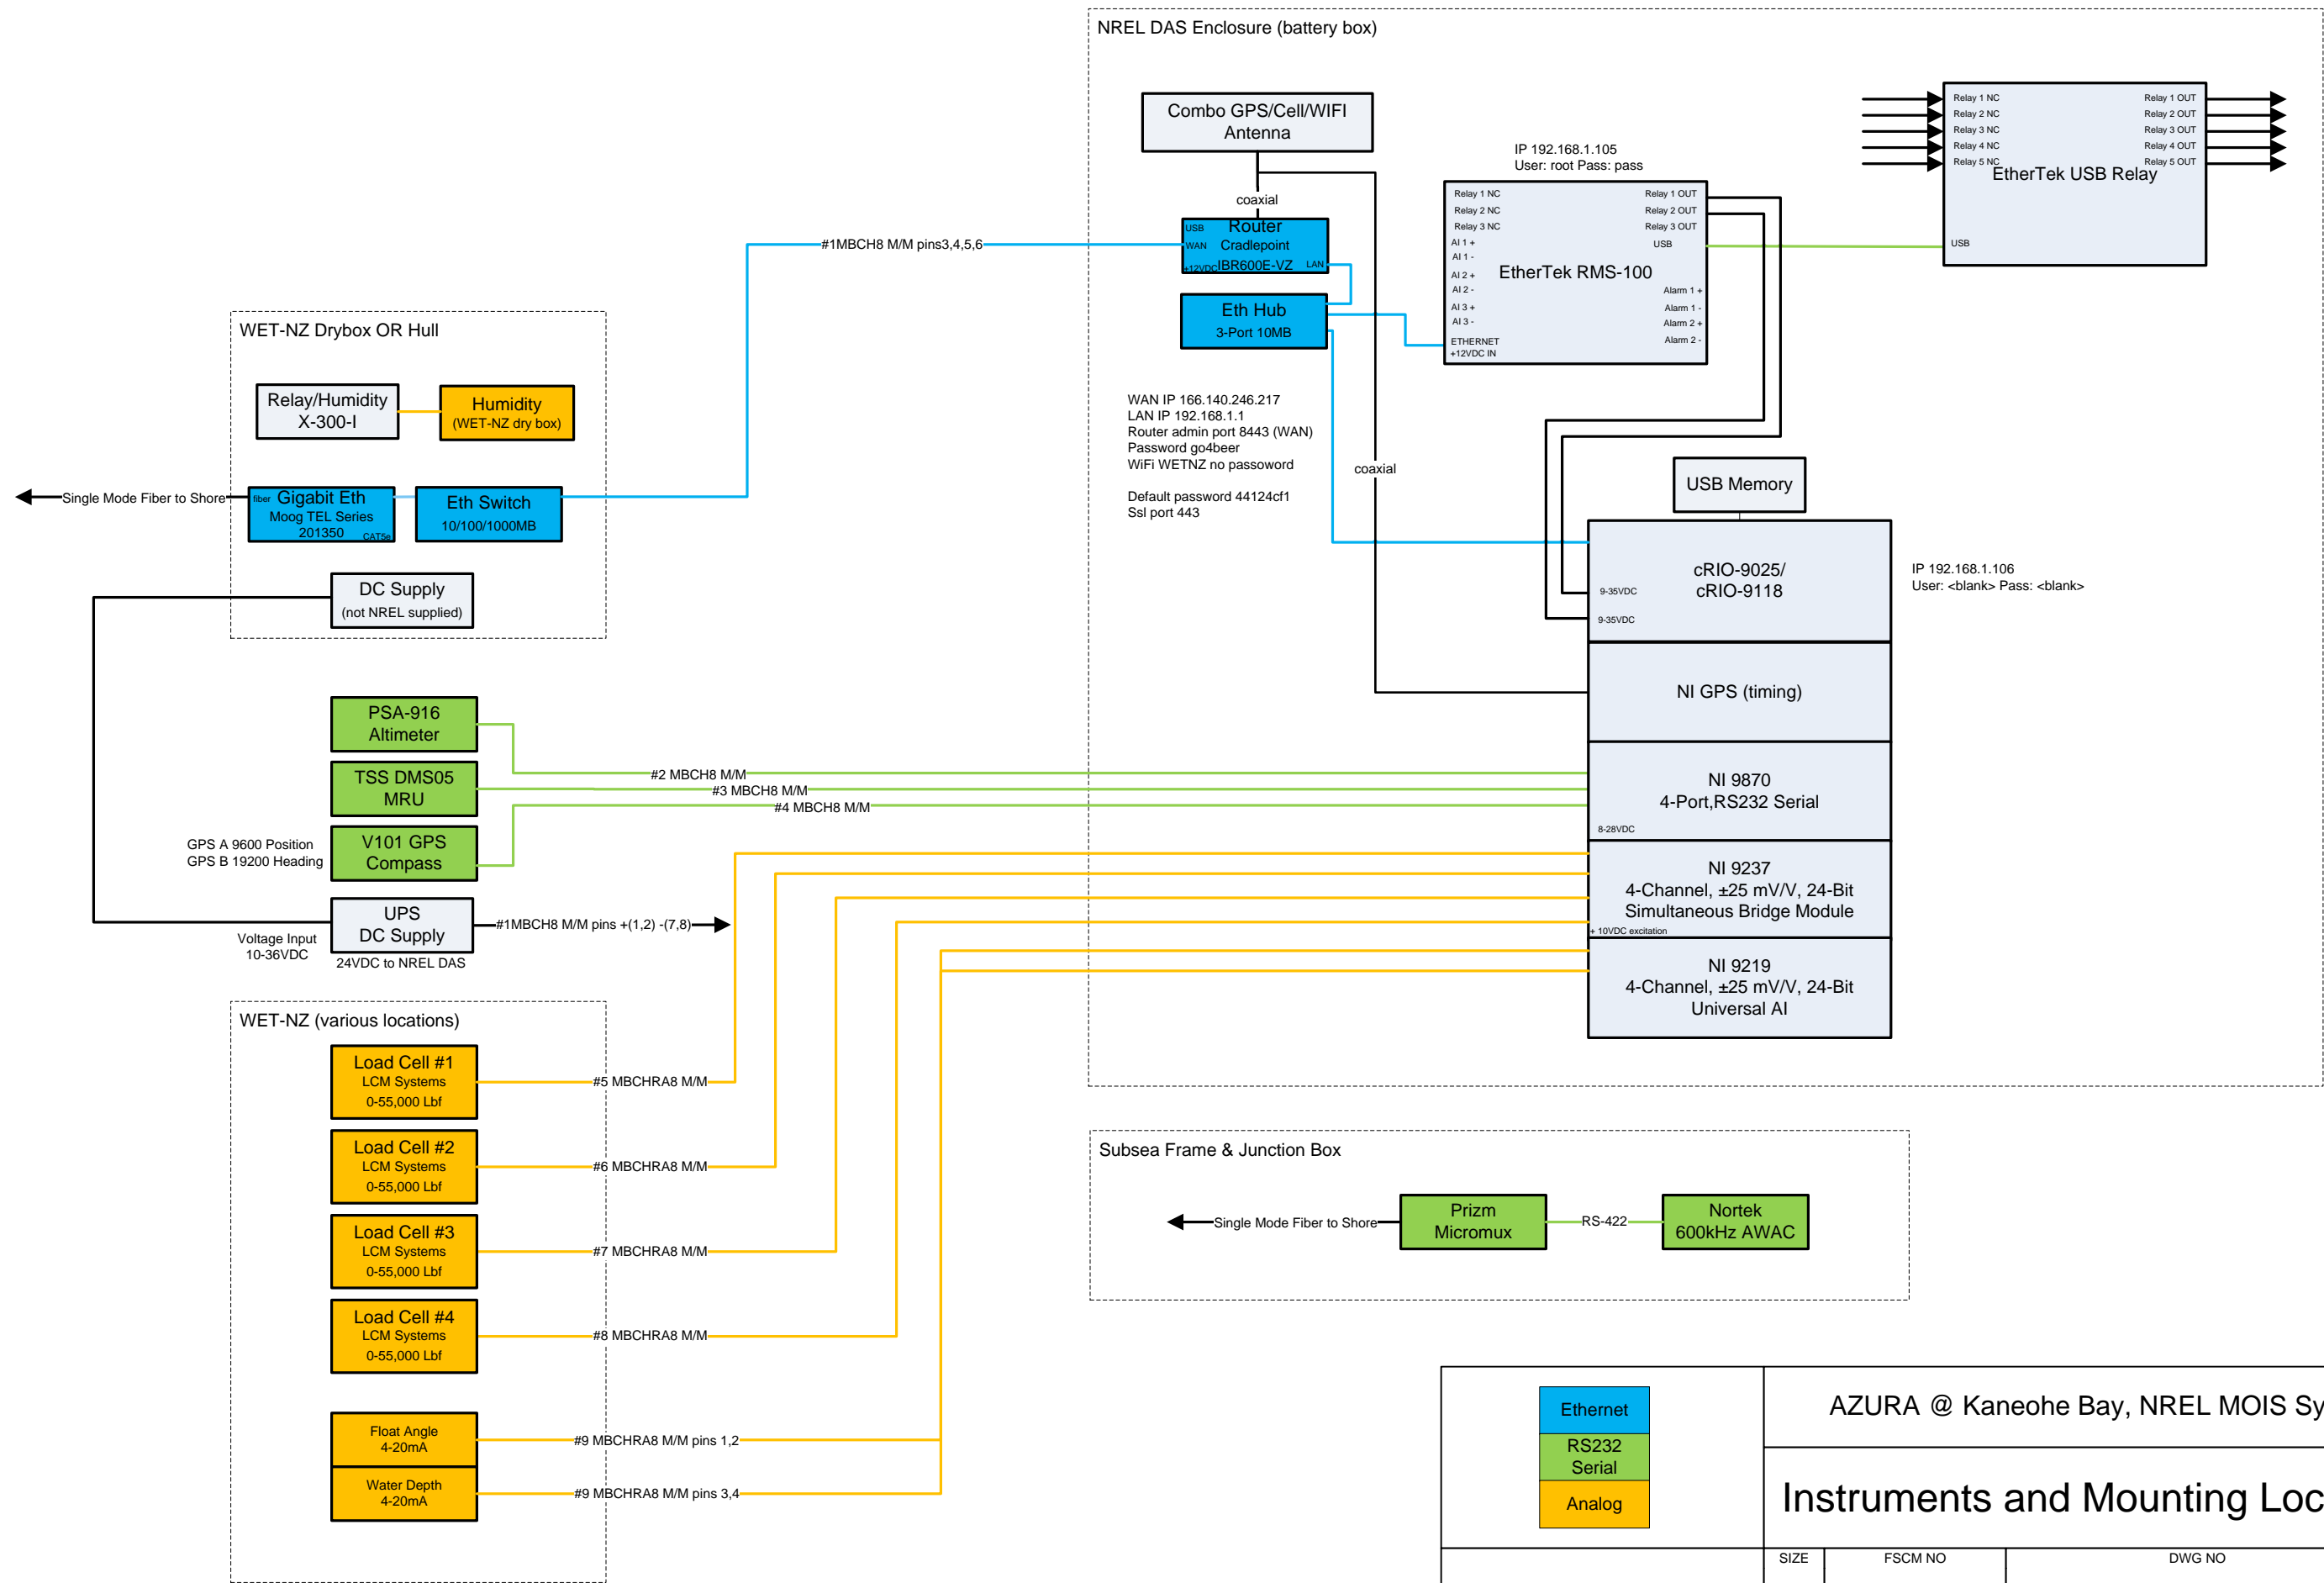 NREL DAS Enclosure (battery box)
Combo GPS/Cell/WIFI
Antenna
coaxial
USB
Router
WAN
Cradlepoint
+12VDC
IBR600E-VZ
LAN
Eth Hub
3-Port 10MB
#1MBCH8 M/M pins3,4,5,6
IP 192.168.1.105
User: root Pass: pass
Relay 1 NC
Relay 2 NC
Relay 3 NC
AI 1 +
AI 1 -
AI 2 +
AI 2 -
AI 3 +
AI 3 -
ETHERNET
+12VDC IN
EtherTek RMS-100
Relay 1 OUT
Relay 2 OUT
Relay 3 OUT
USB
Alarm 1 +
Alarm 1 -
Alarm 2 +
Alarm 2 -
Relay 1 NC
Relay 2 NC
Relay 3 NC
Relay 4 NC
Relay 5 NC
Relay 1 OUT
Relay 2 OUT
Relay 3 OUT
Relay 4 OUT
Relay 5 OUT
EtherTek USB Relay
USB
WAN IP 166.140.246.217
LAN IP 192.168.1.1
Router admin port 8443 (WAN)
Password go4beer
WiFi WETNZ no passoword
Default password 44124cf1
Ssl port 443
coaxial
USB Memory
cRIO-9025/
cRIO-9118
9-35VDC
9-35VDC
IP 192.168.1.106
User: <blank> Pass: <blank>
NI GPS (timing)
NI 9870
4-Port,RS232 Serial
8-28VDC
NI 9237
4-Channel, ±25 mV/V, 24-Bit
Simultaneous Bridge Module
+ 10VDC excitation
NI 9219
4-Channel, ±25 mV/V, 24-Bit
Universal AI
WET-NZ Drybox OR Hull
Relay/Humidity
X-300-I
Humidity
(WET-NZ dry box)
Single Mode Fiber to Shore
fiber
Gigabit Eth
Moog TEL Series
201350
CAT5e
Eth Switch
10/100/1000MB
DC Supply
(not NREL supplied)
PSA-916
Altimeter
#2 MBCH8 M/M
TSS DMS05
MRU
#3 MBCH8 M/M
#4 MBCH8 M/M
GPS A 9600 Position
GPS B 19200 Heading
V101 GPS
Compass
UPS
DC Supply
#1MBCH8 M/M pins +(1,2) -(7,8)
Voltage Input
10-36VDC
24VDC to NREL DAS
WET-NZ (various locations)
Load Cell #1
LCM Systems
0-55,000 Lbf
#5 MBCHRA8 M/M
Load Cell #2
LCM Systems
0-55,000 Lbf
#6 MBCHRA8 M/M
Load Cell #3
LCM Systems
0-55,000 Lbf
#7 MBCHRA8 M/M
Load Cell #4
LCM Systems
0-55,000 Lbf
#8 MBCHRA8 M/M
Float Angle
4-20mA
#9 MBCHRA8 M/M pins 1,2
Water Depth
4-20mA
#9 MBCHRA8 M/M pins 3,4
Subsea Frame & Junction Box
Single Mode Fiber to Shore
Prizm
Micromux
RS-422
Nortek
600kHz AWAC
Ethernet
RS232
Serial
Analog
AZURA @ Kaneohe Bay, NREL MOIS Sy
Instruments and Mounting Loc
SIZE
FSCM NO
DWG NO